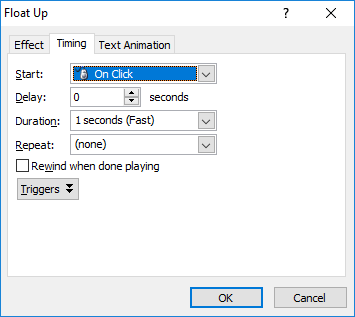 Float Up
Effect Timing Text Animation
Start: On Click
Delay: 0 seconds
Duration: 1 seconds (Fast)
Repeat: (none)
Rewind when done playing
Triggers
OK Cancel